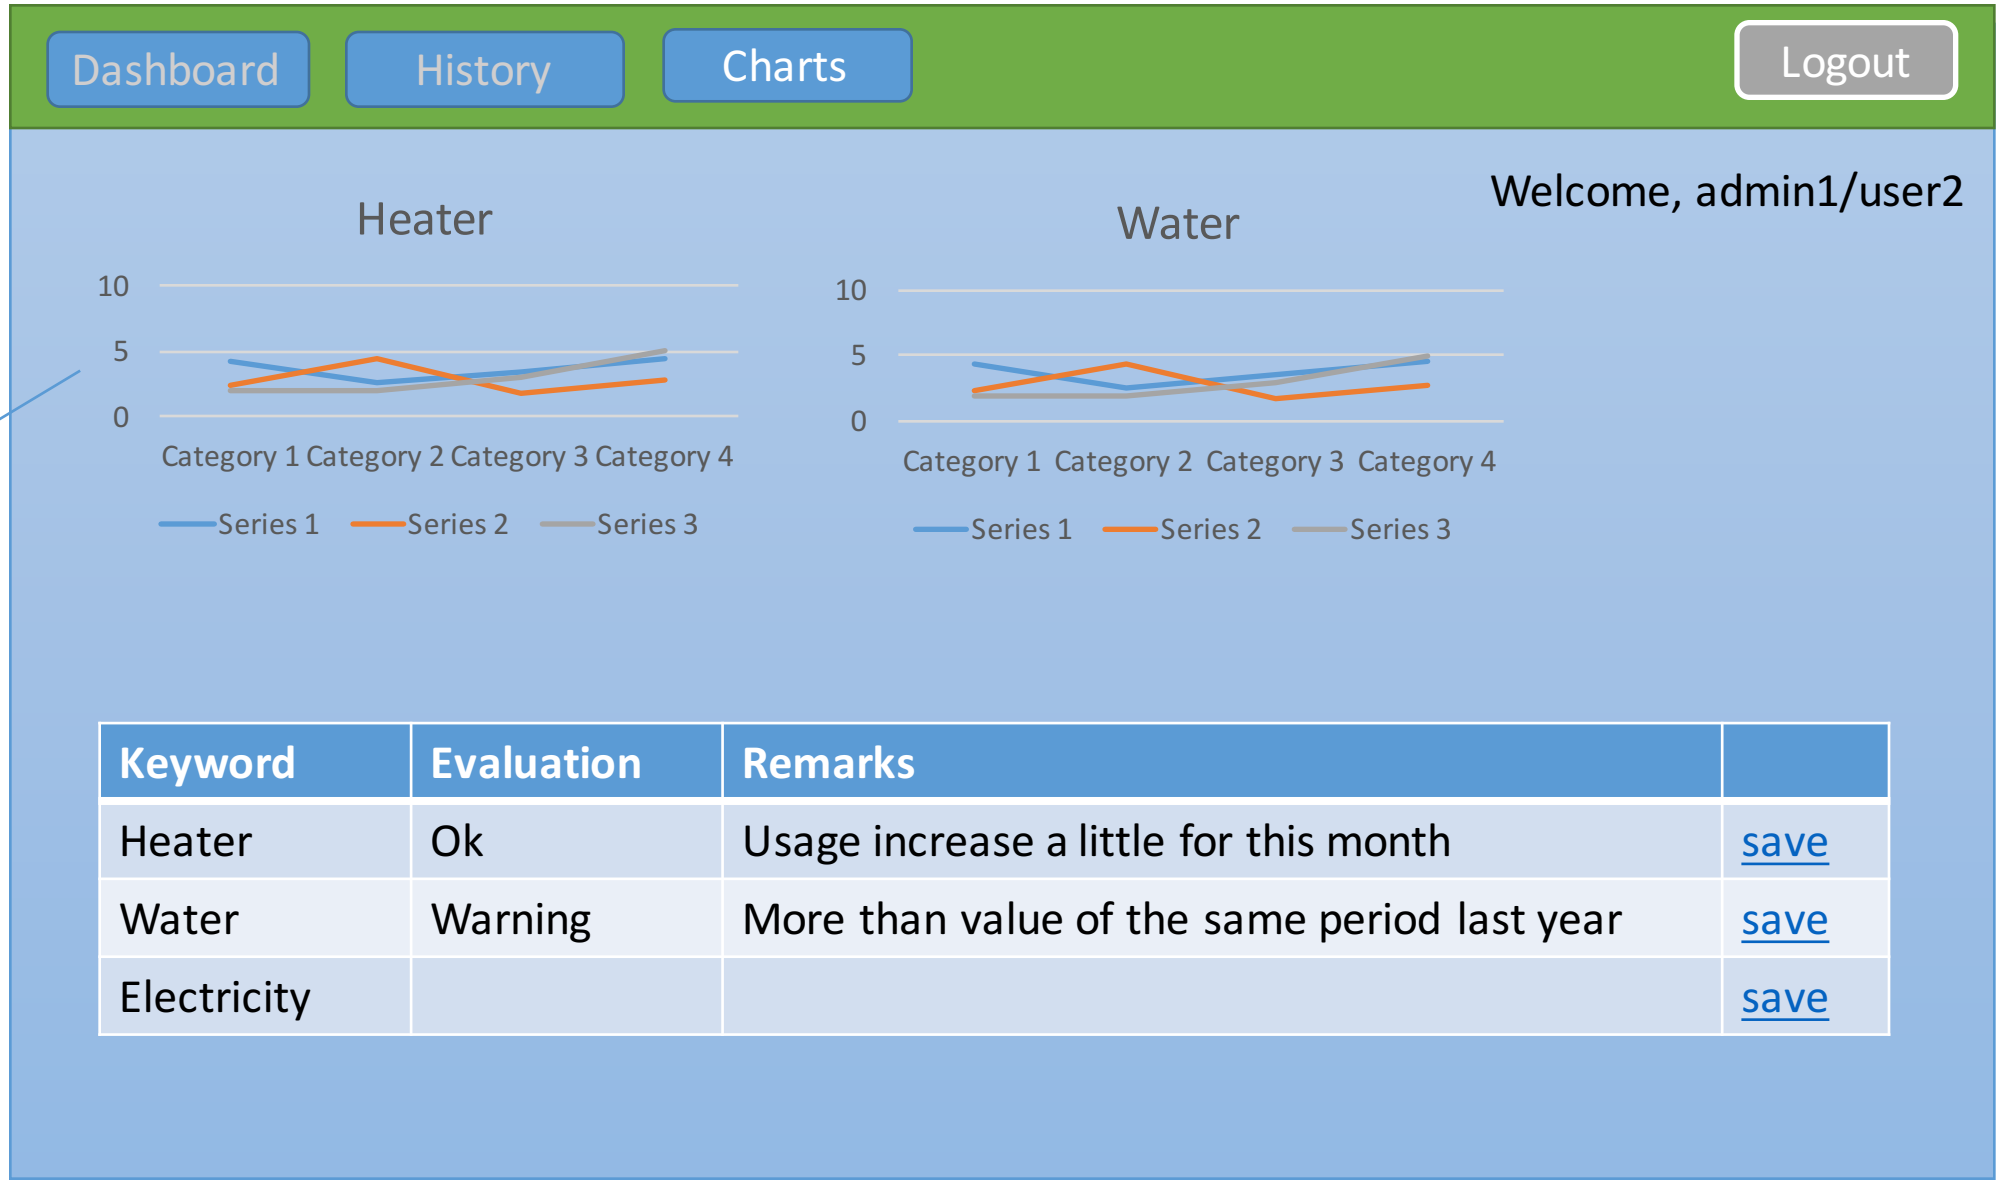 Dashboard History Charts Logout
Welcome, admin1/user2
Heater
10
5
0
Category 1 Category 2 Category 3 Category 4
Series 1 Series 2 Series 3
Water
10
5
0
Category 1 Category 2 Category 3 Category 4
Series 1 Series 2 Series 3
Keyword Evaluation Remarks
Heater Ok Usage increase a little for this month save
Water Warning More than value of the same period last year save
Electricity save